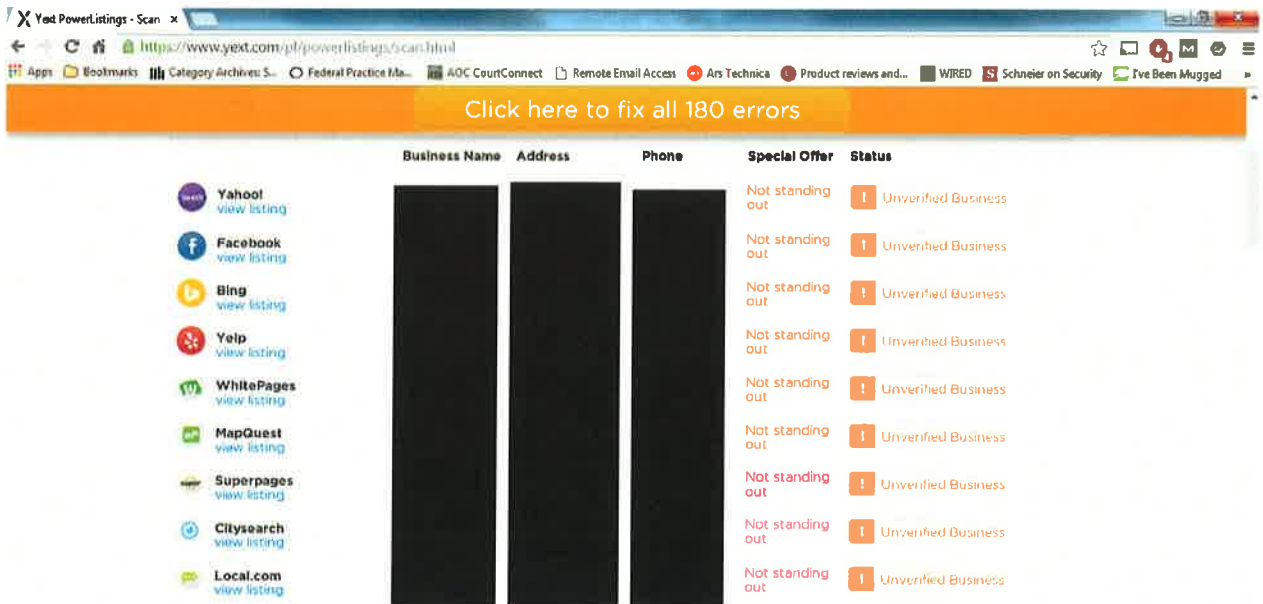 Yext PowerListings - Scan ×
https://www.yext.com/pl/powerlistings/scan.html
Apps Bookmarks Category Archives: S... Federal Practice Ma... AOC CourtConnect Remote Email Access Ars Technica Product reviews and... WIRED S Schneier on Security I've Been Mugged »
Click here to fix all 180 errors
Business Name Address Phone Special Offer Status
Yahoo! Not standing out ! Unverified Business
view listing
Facebook Not standing out ! Unverified Business
view listing
Bing Not standing out ! Unverified Business
view listing
Yelp Not standing out ! Unverified Business
view listing
WhitePages Not standing out ! Unverified Business
view listing
MapQuest Not standing out ! Unverified Business
view listing
Superpages Not standing out ! Unverified Business
view listing
Citysearch Not standing out ! Unverified Business
view listing
Local.com Not standing out ! Unverified Business
view listing